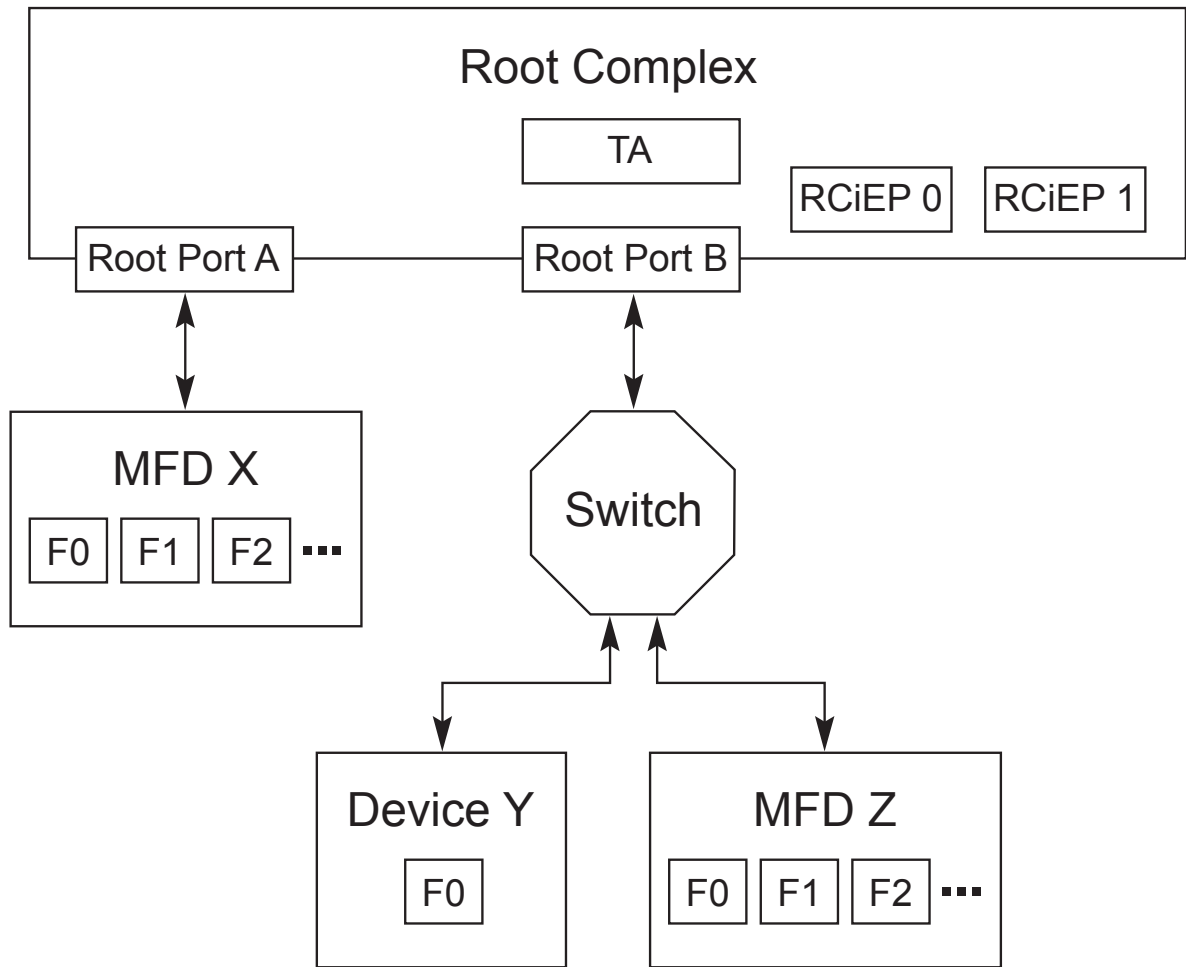 Root Complex
TA
RCiEP 0 RCiEP 1
Root Port A Root Port B
MFD X
F0 F1 F2 ...
Switch
Device Y MFD Z
F0 F0 F1 F2 ...